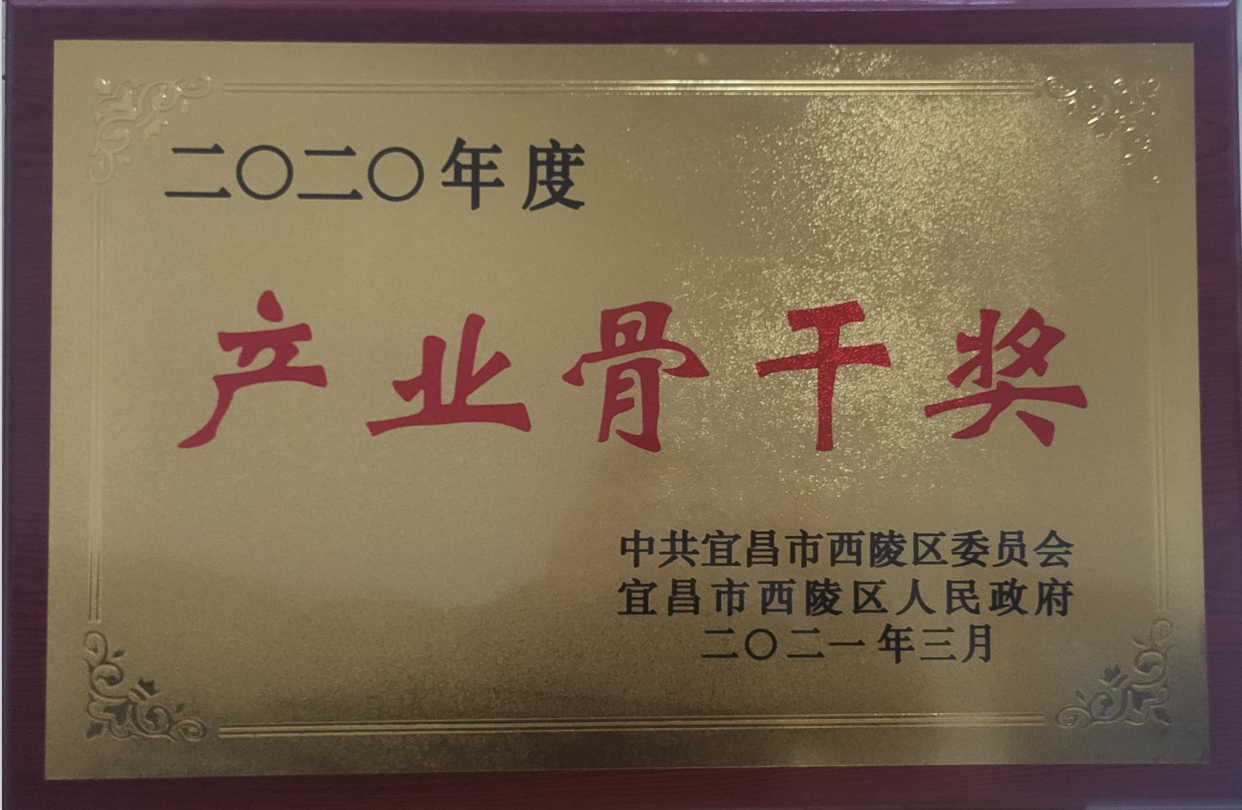 二〇二〇年度
产业骨干奖
中共宜昌市西陵区委员会
宜昌市西陵区人民政府
二〇二一年三月